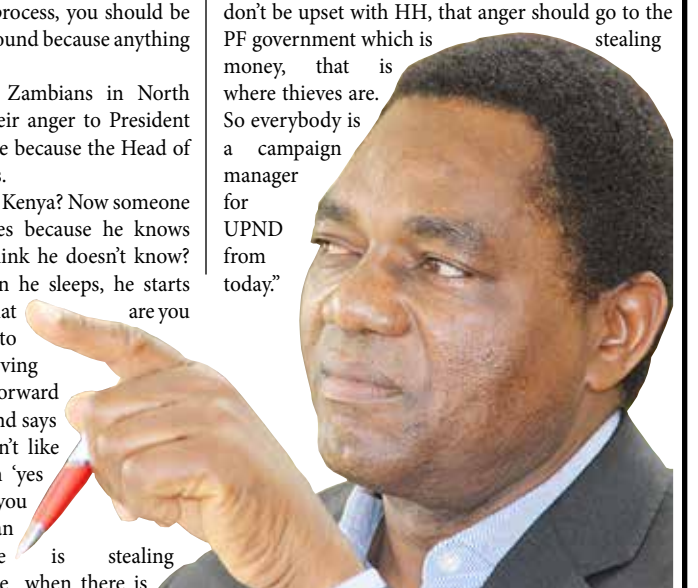 process, you should be
ound because anything
Zambians in North
eir anger to President
e because the Head of
s.
Kenya? Now someone
es because he knows
ink he doesn't know?
n he sleeps, he starts
at are you
to
ving
orward
nd says
n't like
n 'yes
you
an
e is stealing
e, when there is
don't be upset with HH, that anger should go to the
PF government which is stealing
money, that is
where thieves are.
So everybody is
a campaign
manager
for
UPND
from
today.”